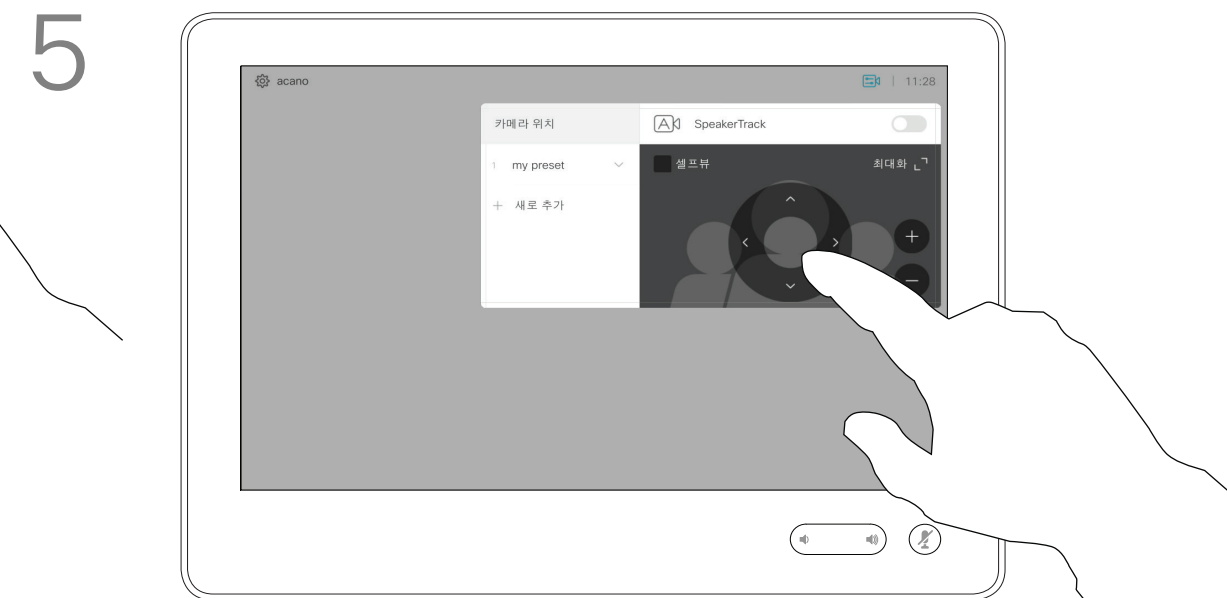 5
acano
11:28
카메라 위치
SpeakerTrack
1 my preset
셀프뷰
최대화
+ 새로 추가